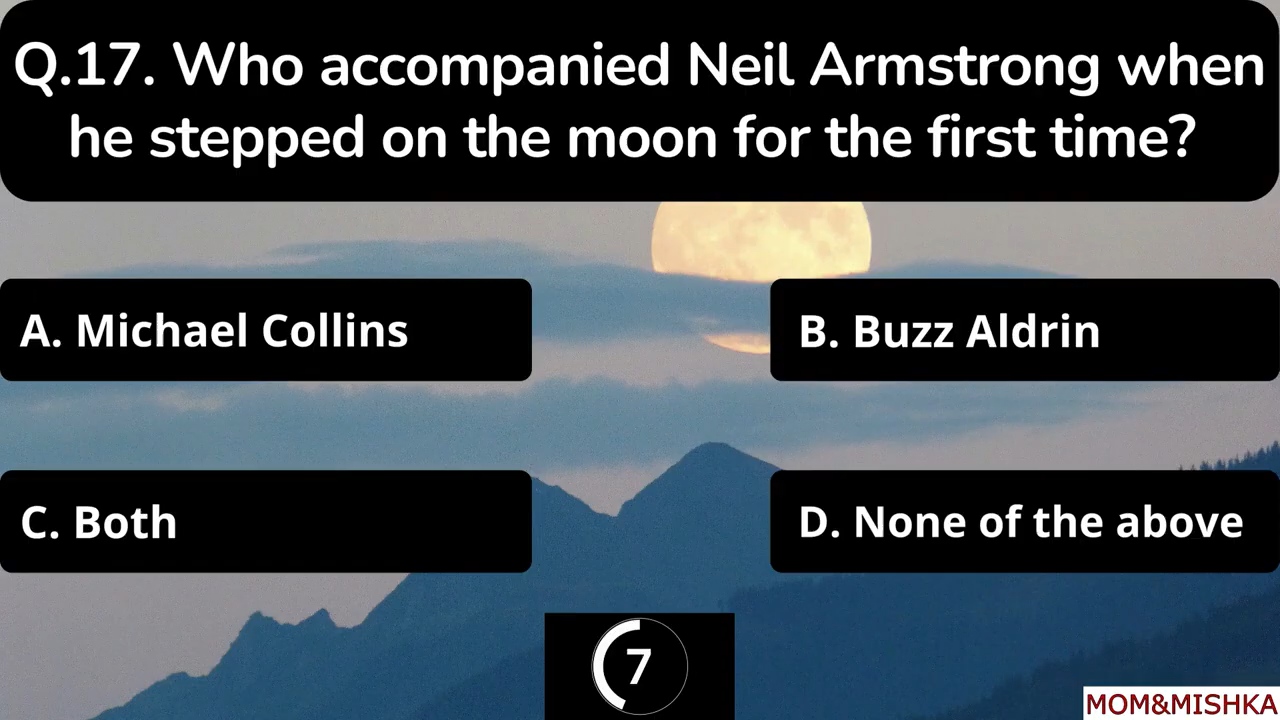 Q.17. Who accompanied Neil Armstrong when
he stepped on the moon for the first time?
A. Michael Collins
B. Buzz Aldrin
C. Both
D. None of the above
7
MOM&MISHKA